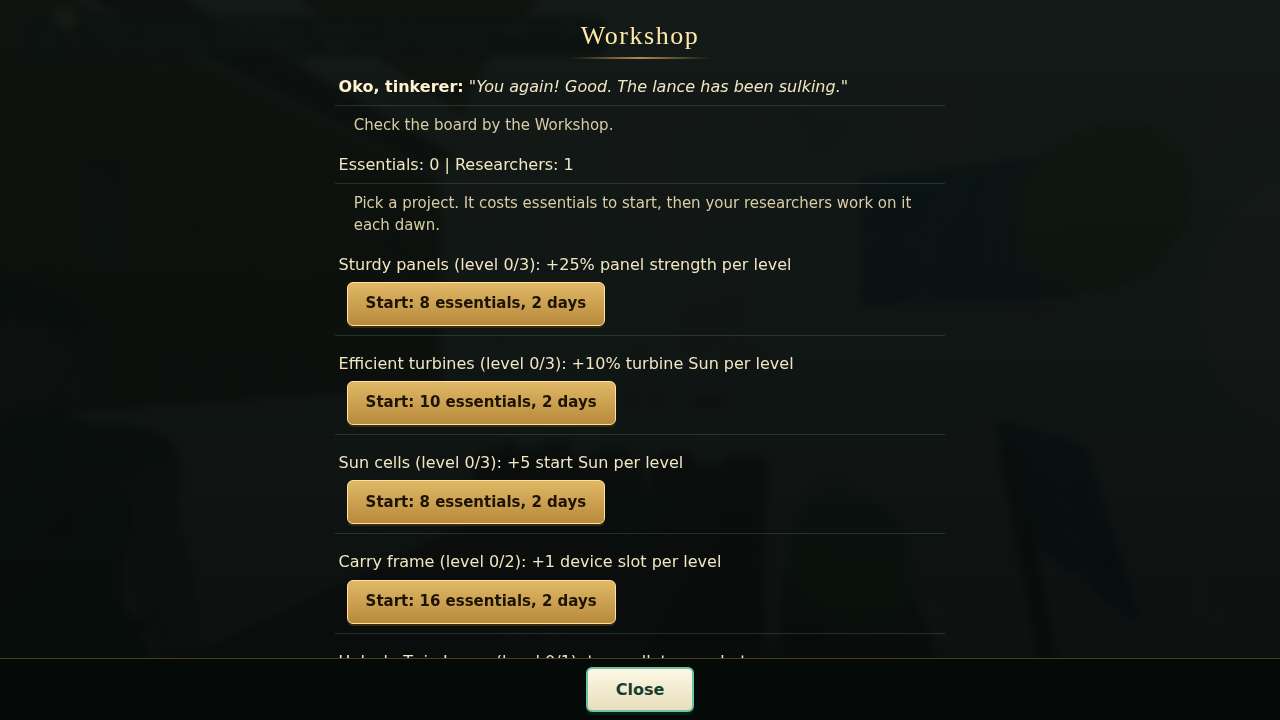 Workshop
Oko, tinkerer: "You again! Good. The lance has been sulking."
Check the board by the Workshop.
Essentials: 0 | Researchers: 1
Pick a project. It costs essentials to start, then your researchers work on it
each dawn.
Sturdy panels (level 0/3): +25% panel strength per level
Start: 8 essentials, 2 days
Efficient turbines (level 0/3): +10% turbine Sun per level
Start: 10 essentials, 2 days
Sun cells (level 0/3): +5 start Sun per level
Start: 8 essentials, 2 days
Carry frame (level 0/2): +1 device slot per level
Start: 16 essentials, 2 days
Close